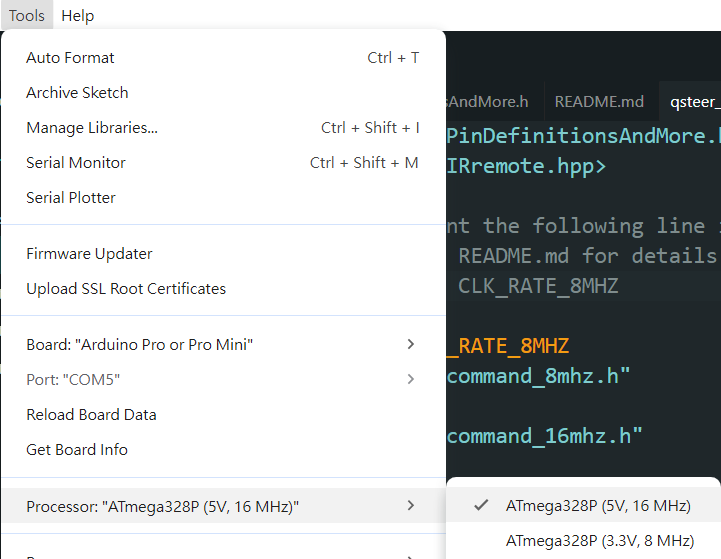 Tools Help
Auto Format Ctrl + T
Archive Sketch
Manage Libraries... Ctrl + Shift + I
Serial Monitor Ctrl + Shift + M
Serial Plotter
Firmware Updater
Upload SSL Root Certificates
Board: "Arduino Pro or Pro Mini"
Port: "COM5"
Reload Board Data
Get Board Info
Processor: "ATmega328P (5V, 16 MHz)"
ATmega328P (5V, 16 MHz)
ATmega328P (3.3V, 8 MHz)
sAndMore.h README.md qsteer_
PinDefinitionsAndMore.h
IRremote.hpp>
nt the following line
README.md for details
CLK_RATE_8MHZ
_RATE_8MHZ
command_8mhz.h"
command_16mhz.h"